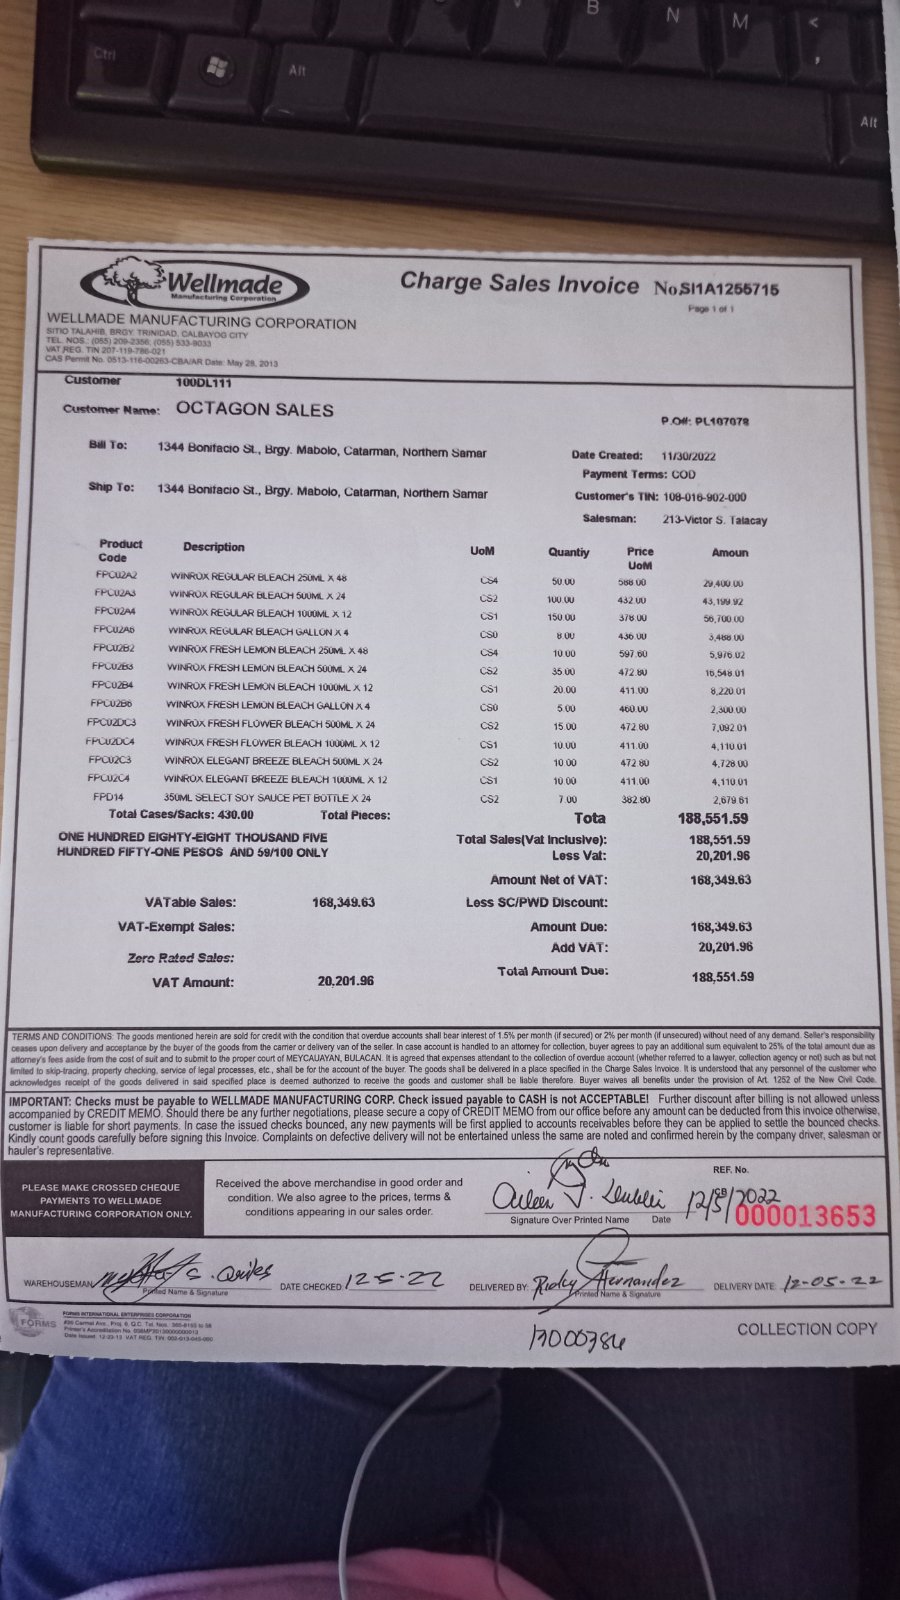 Ctrl Alt B N M < , Alt
Wellmade
Manufacturing Corporation
Charge Sales Invoice No.SI1A1255715
Page 1 of 1
WELLMADE MANUFACTURING CORPORATION
SITIO TALAHIB, BRGY. TRINIDAD, CALBAYOG CITY
TEL. NOS.: (055) 209-2356; (055) 533-9033
VAT REG. TIN 207-119-786-021
CAS Permit No. 0513-116-00263-CBA/AR Date: May 28, 2013
Customer 100DL111
Customer Name: OCTAGON SALES
P.O#: PL107078
Bill To: 1344 Bonifacio St., Brgy. Mabolo, Catarman, Northern Samar
Date Created: 11/30/2022
Payment Terms: COD
Ship To: 1344 Bonifacio St., Brgy. Mabolo, Catarman, Northern Samar
Customer's TIN: 108-016-902-000
Salesman: 213-Victor S. Talacay
Product Code Description UoM Quantiy Price UoM Amoun
FPC02A2 WINROX REGULAR BLEACH 250ML X 48 CS4 50.00 588.00 29,400.00
FPC02A3 WINROX REGULAR BLEACH 500ML X 24 CS2 100.00 432.00 43,199.92
FPC02A4 WINROX REGULAR BLEACH 1000ML X 12 CS1 150.00 378.00 56,700.00
FPC02A6 WINROX REGULAR BLEACH GALLON X 4 CS0 8.00 436.00 3,488.00
FPC02B2 WINROX FRESH LEMON BLEACH 250ML X 48 CS4 10.00 597.60 5,976.02
FPC02B3 WINROX FRESH LEMON BLEACH 500ML X 24 CS2 35.00 472.80 16,548.01
FPC02B4 WINROX FRESH LEMON BLEACH 1000ML X 12 CS1 20.00 411.00 8,220.01
FPC02B6 WINROX FRESH LEMON BLEACH GALLON X 4 CS0 5.00 460.00 2,300.00
FPC02DC3 WINROX FRESH FLOWER BLEACH 500ML X 24 CS2 15.00 472.80 7,092.01
FPC02DC4 WINROX FRESH FLOWER BLEACH 1000ML X 12 CS1 10.00 411.00 4,110.01
FPC02C3 WINROX ELEGANT BREEZE BLEACH 500ML X 24 CS2 10.00 472.80 4,728.00
FPC02C4 WINROX ELEGANT BREEZE BLEACH 1000ML X 12 CS1 10.00 411.00 4,110.01
FPD14 350ML SELECT SOY SAUCE PET BOTTLE X 24 CS2 7.00 382.80 2,679.61
Total Cases/Sacks: 430.00 Total Pieces: Tota 188,551.59
ONE HUNDRED EIGHTY-EIGHT THOUSAND FIVE
HUNDRED FIFTY-ONE PESOS AND 59/100 ONLY
Total Sales(Vat Inclusive): 188,551.59
Less Vat: 20,201.96
Amount Net of VAT: 168,349.63
VATable Sales: 168,349.63 Less SC/PWD Discount:
VAT-Exempt Sales: Amount Due: 168,349.63
Zero Rated Sales: Add VAT: 20,201.96
VAT Amount: 20,201.96 Total Amount Due: 188,551.59
TERMS AND CONDITIONS: The goods mentioned herein are sold for credit with the condition that overdue accounts shall bear interest of 1.5% per month (if secured) or 2% per month (if unsecured) without need of any demand. Seller's responsibility
ceases upon delivery and acceptance by the buyer of the goods from the carrier or delivery van of the seller. In case account is handled to an attorney for collection, buyer agrees to pay an additional sum equivalent to 25% of the total amount due as
attorney's fees aside from the cost of suit and to submit to the proper court of MEYCAUAYAN, BULACAN. It is agreed that expenses attendant to the collection of overdue account (whether referred to a lawyer, collection agency or not) such as but not
limited to skip-tracing, property checking, service of legal processes, etc., shall be for the account of the buyer. The goods shall be delivered in a place specified in the Charge Sales Invoice. It is understood that any personnel of the customer who
acknowledges receipt of the goods delivered in said specified place is deemed authorized to receive the goods and customer shall be liable therefore. Buyer waives all benefits under the provision of Art. 1252 of the New Civil Code.
IMPORTANT: Checks must be payable to WELLMADE MANUFACTURING CORP. Check issued payable to CASH is not ACCEPTABLE! Further discount after billing is not allowed unless
accompanied by CREDIT MEMO. Should there be any further negotiations, please secure a copy of CREDIT MEMO from our office before any amount can be deducted from this invoice otherwise,
customer is liable for short payments. In case the issued checks bounced, any new payments will be first applied to accounts receivables before they can be applied to settle the bounced checks.
Kindly count goods carefully before signing this Invoice. Complaints on defective delivery will not be entertained unless the same are noted and confirmed herein by the company driver, salesman or
hauler's representative.
PLEASE MAKE CROSSED CHEQUE
PAYMENTS TO WELLMADE
MANUFACTURING CORPORATION ONLY.
Received the above merchandise in good order and
condition. We also agree to the prices, terms &
conditions appearing in our sales order.
Aileen J. 12/5/2022
Signature Over Printed Name Date
REF. No.
CB 000013653
WAREHOUSEMAN DATE CHECKED 12-5-22
Printed Name & Signature
DELIVERED BY: Ricky Hernandez DELIVERY DATE: 12-05-22
Printed Name & Signature
FORMS
FORMS INTERNATIONAL ENTERPRISES CORPORATION
17000386
COLLECTION COPY